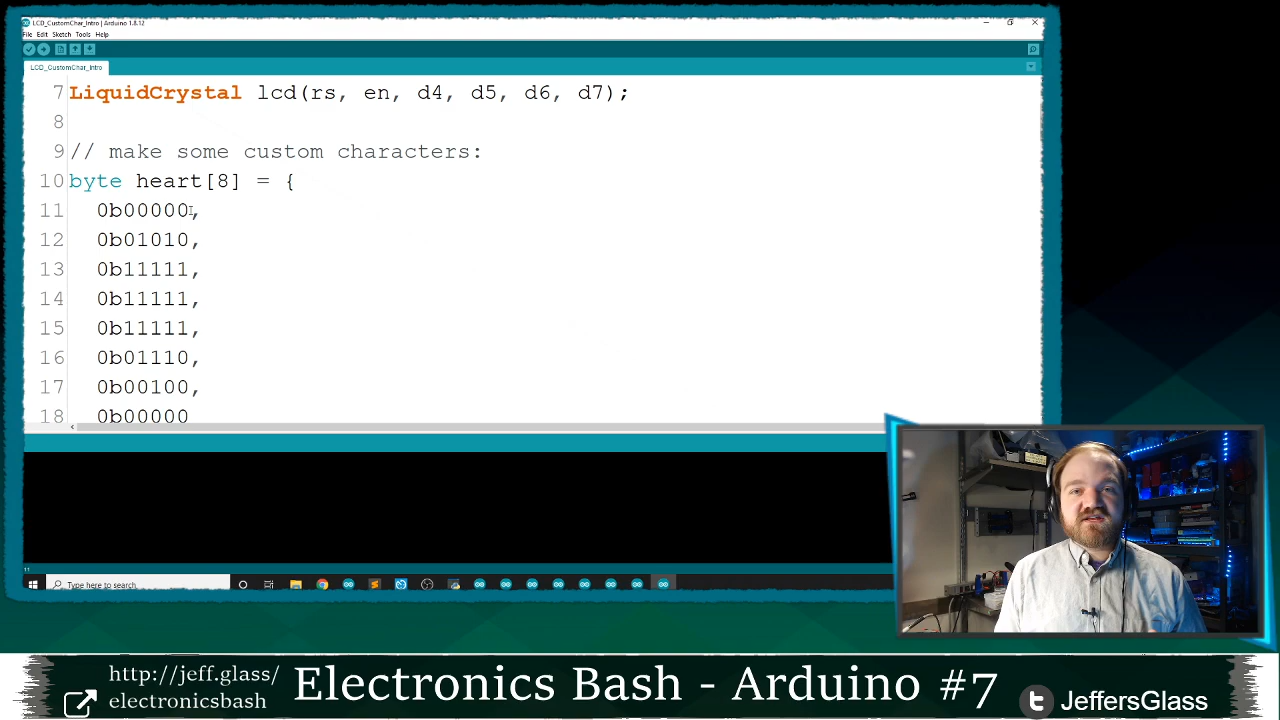 LCD_CustomChar_Intro | Arduino 1.8.12
File Edit Sketch Tools Help
LCD_CustomChar_Intro
7 LiquidCrystal lcd(rs, en, d4, d5, d6, d7);
8
9 // make some custom characters:
10 byte heart[8] = {
11 0b00000,
12 0b01010,
13 0b11111,
14 0b11111,
15 0b11111,
16 0b01110,
17 0b00100,
18 0b00000
11
Type here to search
http://jeff.glass/
electronicsbash
Electronics Bash - Arduino #7
JeffersGlass